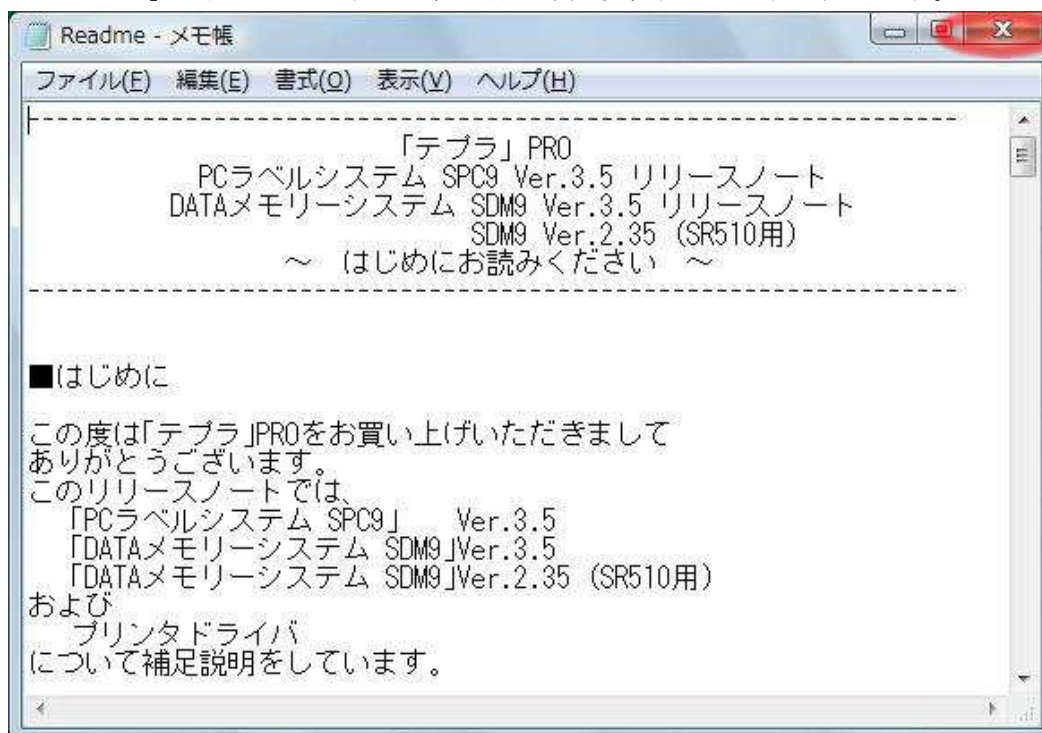 Readme - メモ帳
ファイル(F) 編集(E) 書式(O) 表示(V) ヘルプ(H)
------------------------------------------------------------------
「テプラ」PRO
PCラベルシステム SPC9 Ver.3.5 リリースノート
DATAメモリーシステム SDM9 Ver.3.5 リリースノート
SDM9 Ver.2.35 (SR510用)
～ はじめにお読みください ～
------------------------------------------------------------------
■はじめに
この度は「テプラ」PROをお買い上げいただきまして
ありがとうございます。
このリリースノートでは、
「PCラベルシステム SPC9」 Ver.3.5
「DATAメモリーシステム SDM9」Ver.3.5
「DATAメモリーシステム SDM9」Ver.2.35 (SR510用)
および
プリンタドライバ
について補足説明をしています。